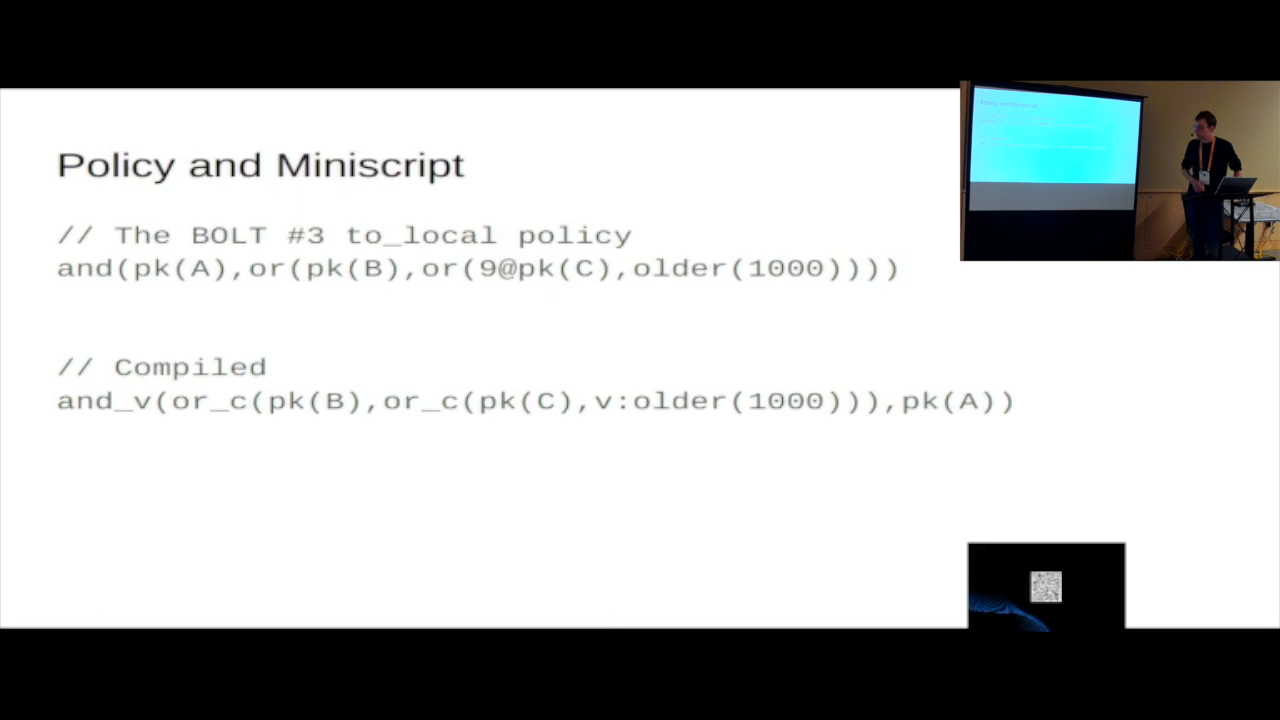 Policy and Miniscript
// The BOLT #3 to_local policy
and(pk(A),or(pk(B),or(9@pk(C),older(1000))))
// Compiled
and_v(or_c(pk(B),or_c(pk(C),v:older(1000))),pk(A))